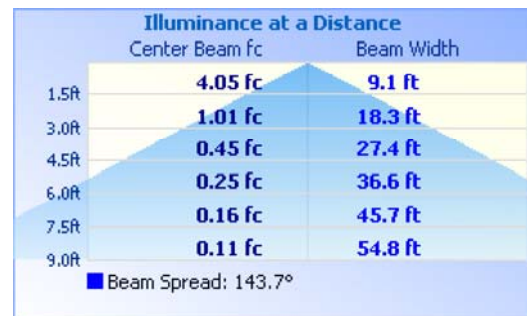 Illuminance at a Distance
Center Beam fc Beam Width
1.5ft 4.05 fc 9.1 ft
3.0ft 1.01 fc 18.3 ft
4.5ft 0.45 fc 27.4 ft
6.0ft 0.25 fc 36.6 ft
7.5ft 0.16 fc 45.7 ft
9.0ft 0.11 fc 54.8 ft
Beam Spread: 143.7°